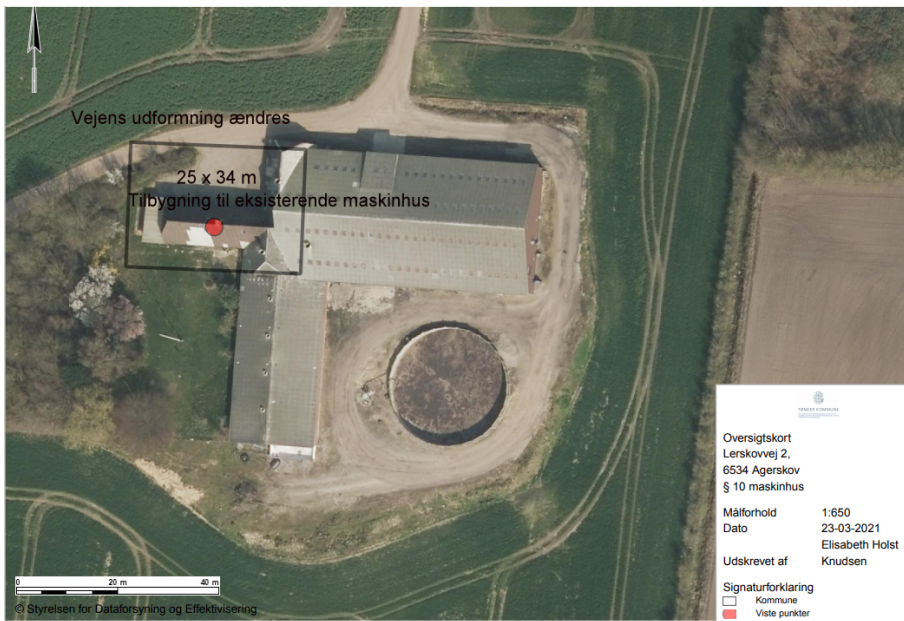 Vejens udformning ændres
25 x 34 m
Tilbygning til eksisterende maskinhus
TØNDER KOMMUNE
Oversigtskort
Lerskovvej 2,
6534 Agerskov
§ 10 maskinhus
Målforhold 1:650
Dato 23-03-2021
Elisabeth Holst
Udskrevet af Knudsen
Signaturforklaring
Kommune
Viste punkter
0 20 m 40 m
© Styrelsen for Dataforsyning og Effektivisering